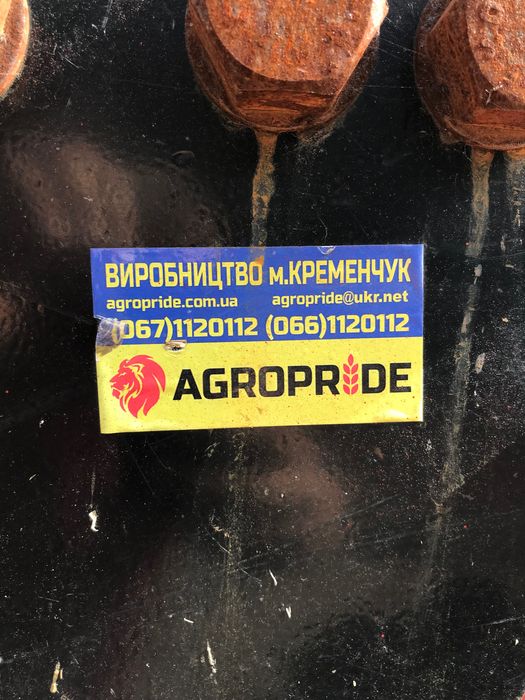 ВИРОБНИЦТВО м.КРЕМЕНЧУК
agropride.com.ua agropride@ukr.net
(067)1120112 (066)1120112
AGROPRIDE